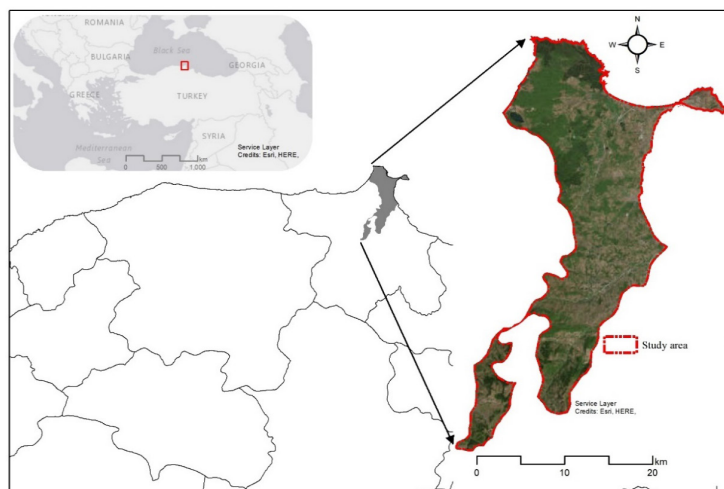 ROMANIA
Black Sea
BULGARIA
GEORGIA
GREECE
TURKEY
SYRIA
Mediterranean
Sea
Service Layer
Credits: Esri, HERE,
km
0 500 1.000
N
W E
S
Study area
Service Layer
Credits: Esri, HERE,
km
0 10 20